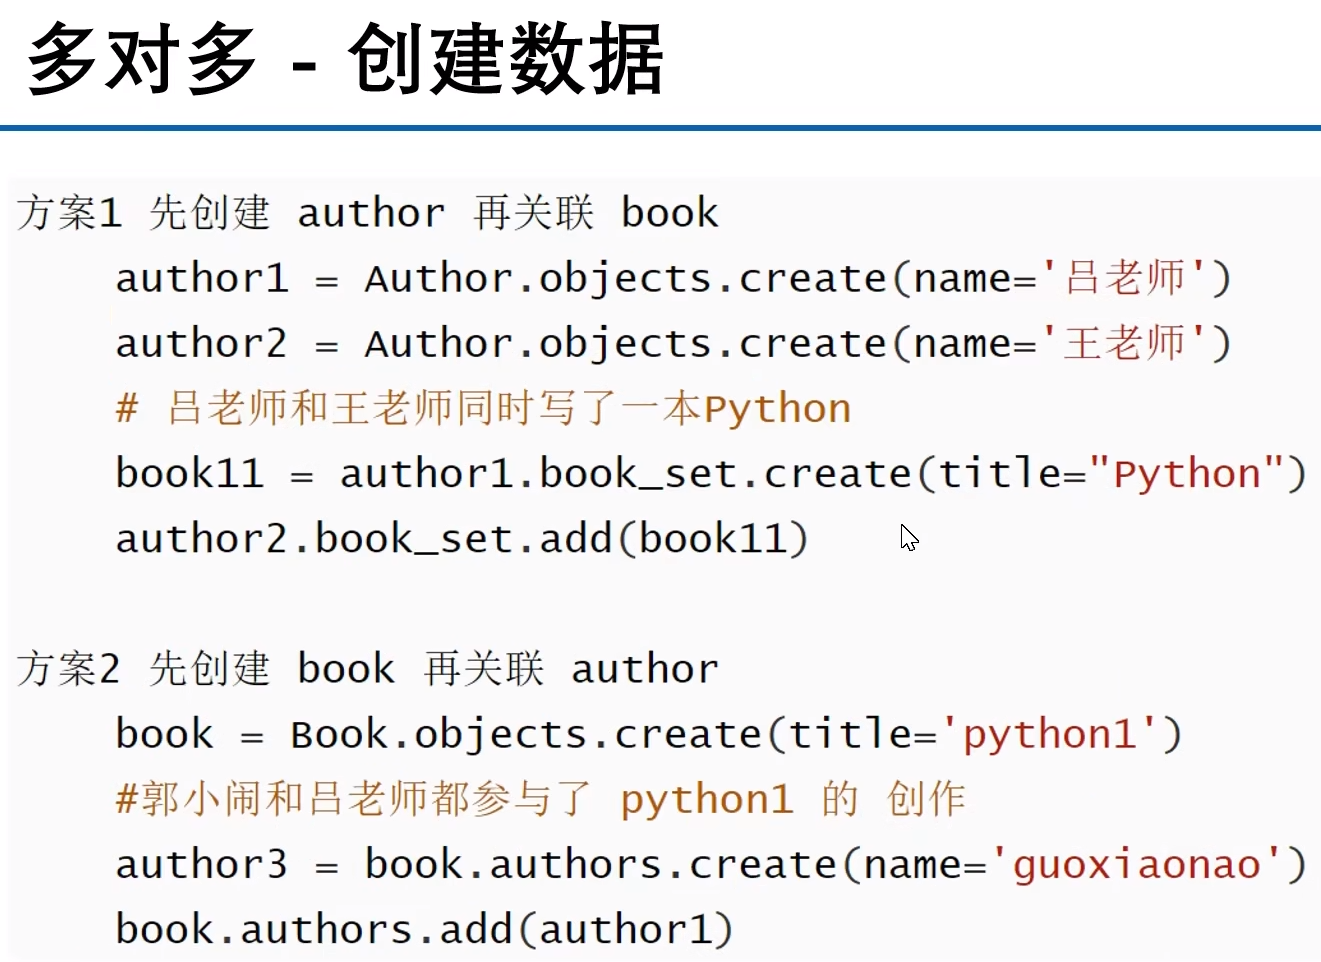 多对多 - 创建数据
方案1 先创建 author 再关联 book
author1 = Author.objects.create(name='吕老师')
author2 = Author.objects.create(name='王老师')
# 吕老师和王老师同时写了一本Python
book11 = author1.book_set.create(title="Python")
author2.book_set.add(book11)
方案2 先创建 book 再关联 author
book = Book.objects.create(title='python1')
#郭小闹和吕老师都参与了 python1 的 创作
author3 = book.authors.create(name='guoxiaonao')
book.authors.add(author1)